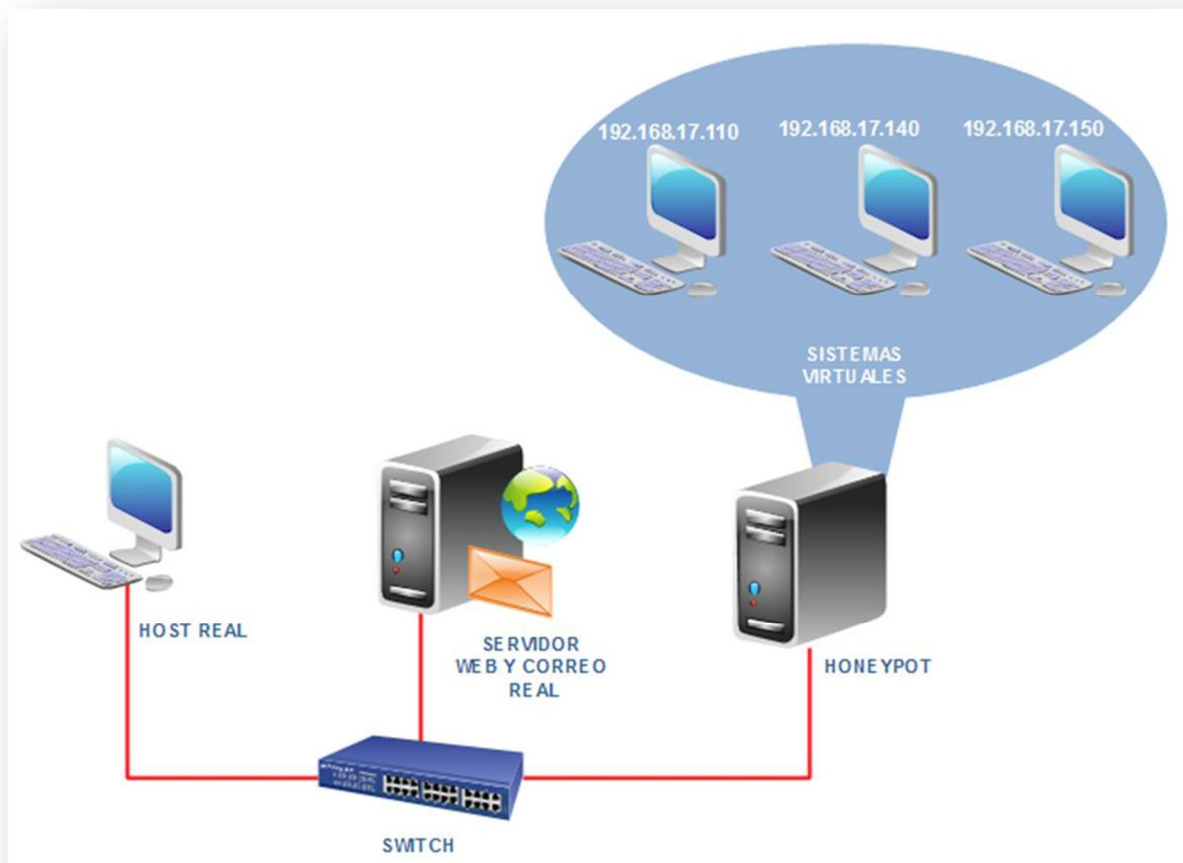 192.168.17.110
192.168.17.140
192.168.17.150
SISTEMAS
VIRTUALES
HOST REAL
SERVIDOR
WEB Y CORREO
REAL
HONEYPOT
SWITCH